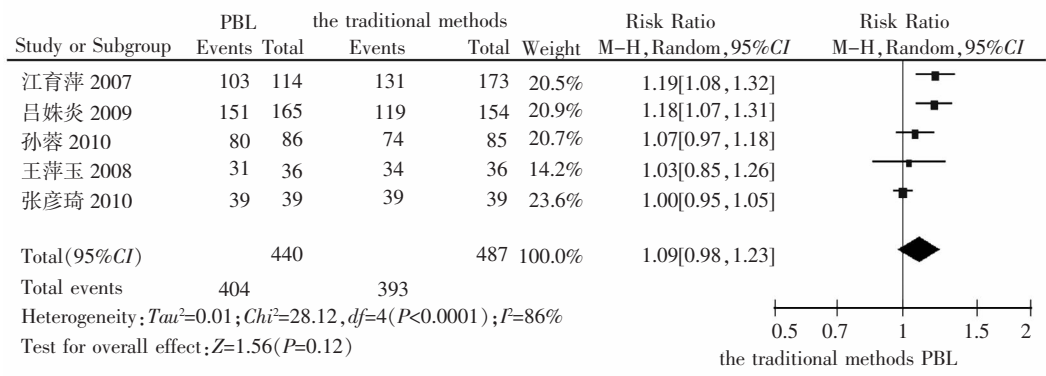 PBL the traditional methods Risk Ratio Risk Ratio
Study or Subgroup Events Total Events Total Weight M-H,Random,95%CI M-H,Random,95%CI
江育萍 2007 103 114 131 173 20.5% 1.19[1.08,1.32]
吕姝炎 2009 151 165 119 154 20.9% 1.18[1.07,1.31]
孙蓉 2010 80 86 74 85 20.7% 1.07[0.97,1.18]
王萍玉 2008 31 36 34 36 14.2% 1.03[0.85,1.26]
张彦琦 2010 39 39 39 39 23.6% 1.00[0.95,1.05]
Total(95%CI) 440 487 100.0% 1.09[0.98,1.23]
Total events 404 393
Heterogeneity:Tau²=0.01;Chi²=28.12,df=4(P<0.0001);I²=86%
Test for overall effect:Z=1.56(P=0.12)
0.5 0.7 1 1.5 2
the traditional methods PBL